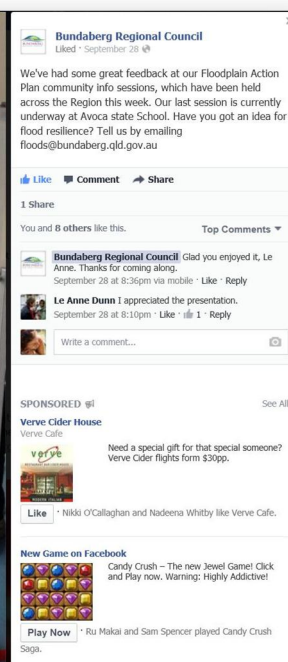 Bundaberg Regional Council
Liked · September 28
We've had some great feedback at our Floodplain Action
Plan community info sessions, which have been held
across the Region this week. Our last session is currently
underway at Avoca state School. Have you got an idea for
flood resilience? Tell us by emailing
floods@bundaberg.qld.gov.au
Like Comment Share
1 Share
You and 8 others like this. Top Comments
Bundaberg Regional Council Glad you enjoyed it, Le
Anne. Thanks for coming along.
September 28 at 8:36pm via mobile · Like · Reply
Le Anne Dunn I appreciated the presentation.
September 28 at 8:10pm · Like · 1 · Reply
Write a comment...
SPONSORED See All
Verve Cider House
Verve Cafe
verve
Need a special gift for that special someone?
Verve Cider flights form $30pp.
Like · Nikki O'Callaghan and Nadeena Whitby like Verve Cafe.
New Game on Facebook
Candy Crush – The new Jewel Game! Click
and Play now. Warning: Highly Addictive!
Play Now · Ru Makai and Sam Spencer played Candy Crush
Saga.